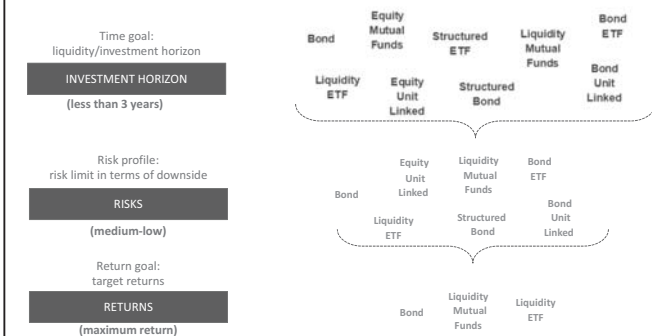 Time goal:
liquidity/investment horizon
INVESTMENT HORIZON
(less than 3 years)
Bond
Equity
Mutual
Funds
Structured
ETF
Liquidity
Mutual
Funds
Bond
ETF
Liquidity
ETF
Equity
Unit
Linked
Structured
Bond
Bond
Unit
Linked
Risk profile:
risk limit in terms of downside
RISKS
(medium-low)
Bond
Equity
Unit
Linked
Liquidity
Mutual
Funds
Bond
ETF
Liquidity
ETF
Structured
Bond
Bond
Unit
Linked
Return goal:
target returns
RETURNS
(maximum return)
Bond
Liquidity
Mutual
Funds
Liquidity
ETF